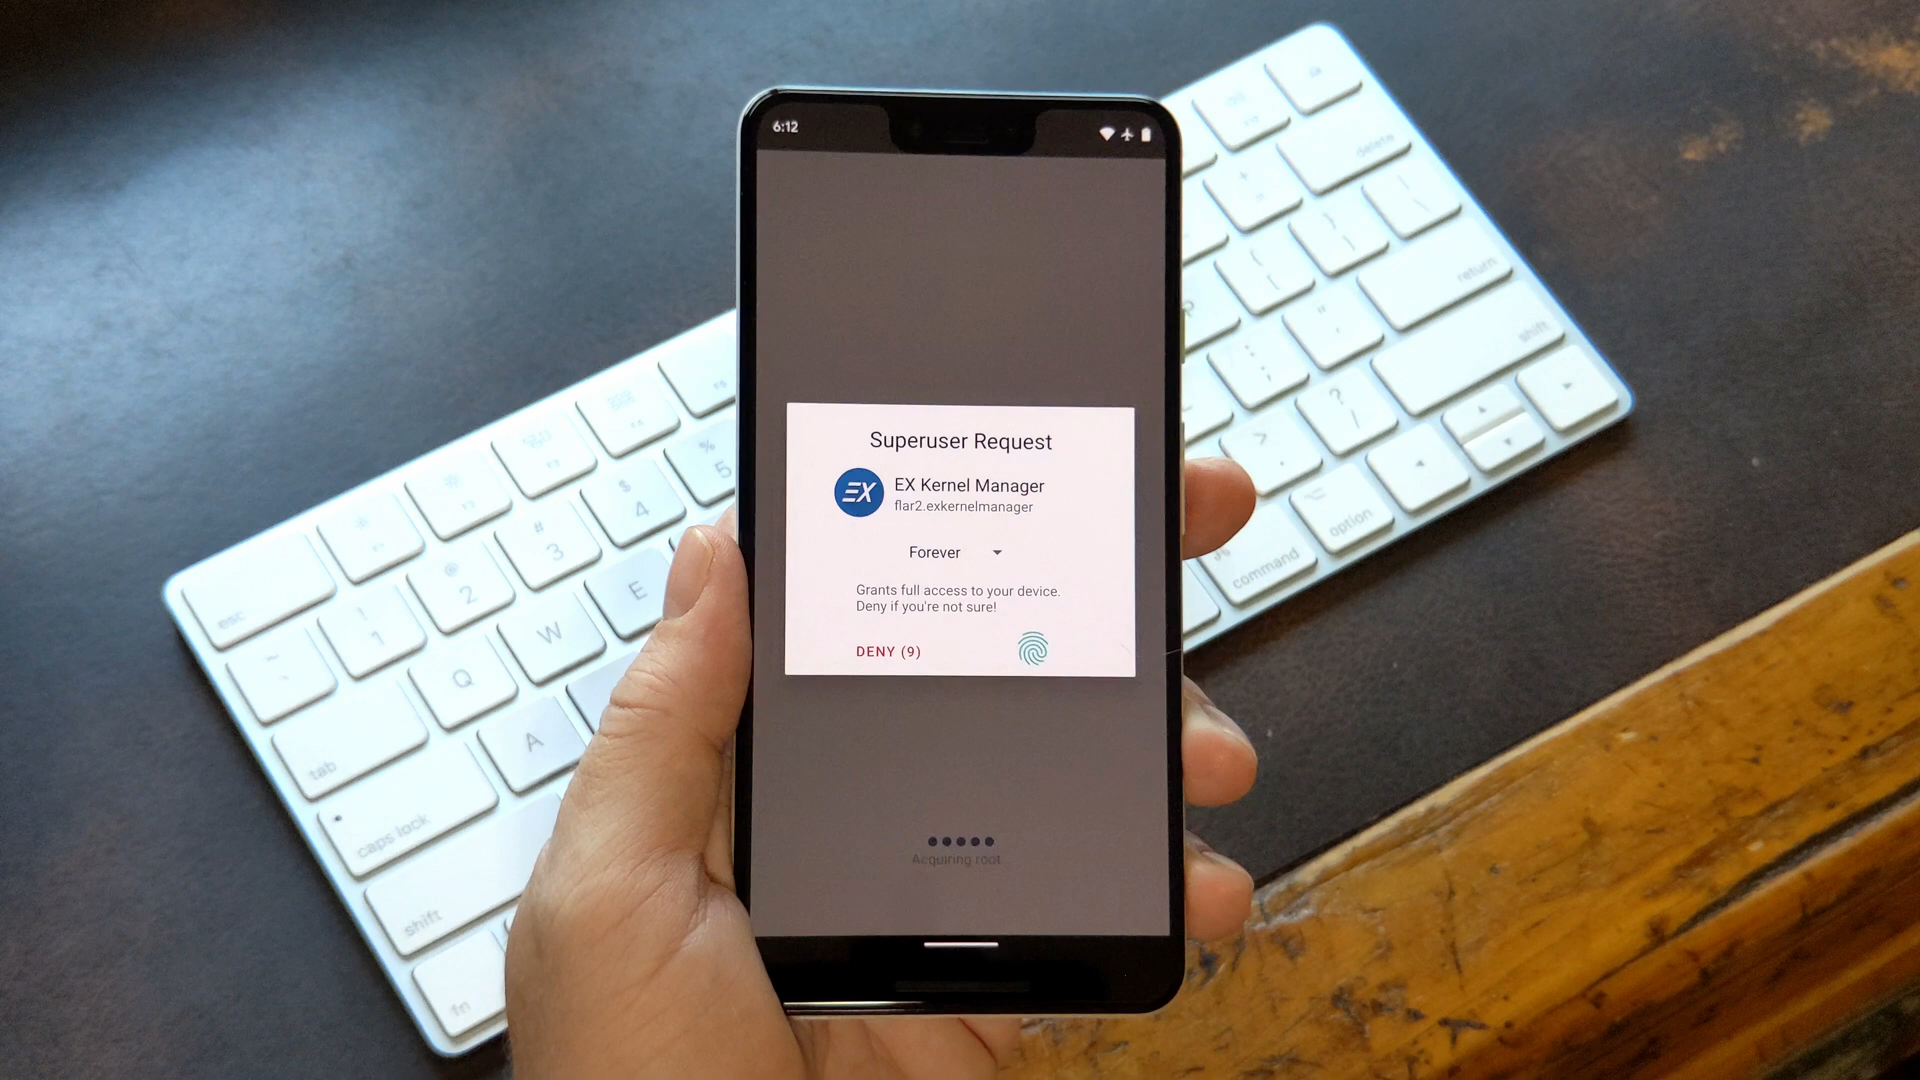 6:12
Superuser Request
EX
EX Kernel Manager
flar2.exkernelmanager
Forever
Grants full access to your device.
Deny if you're not sure!
DENY (9)
Acquiring root
esc
~
!
1
@
2
#
3
$
4
%
5
tab
Q
W
E
caps lock
A
shift
fn
delete
return
shift
?
/
>
.
command
option